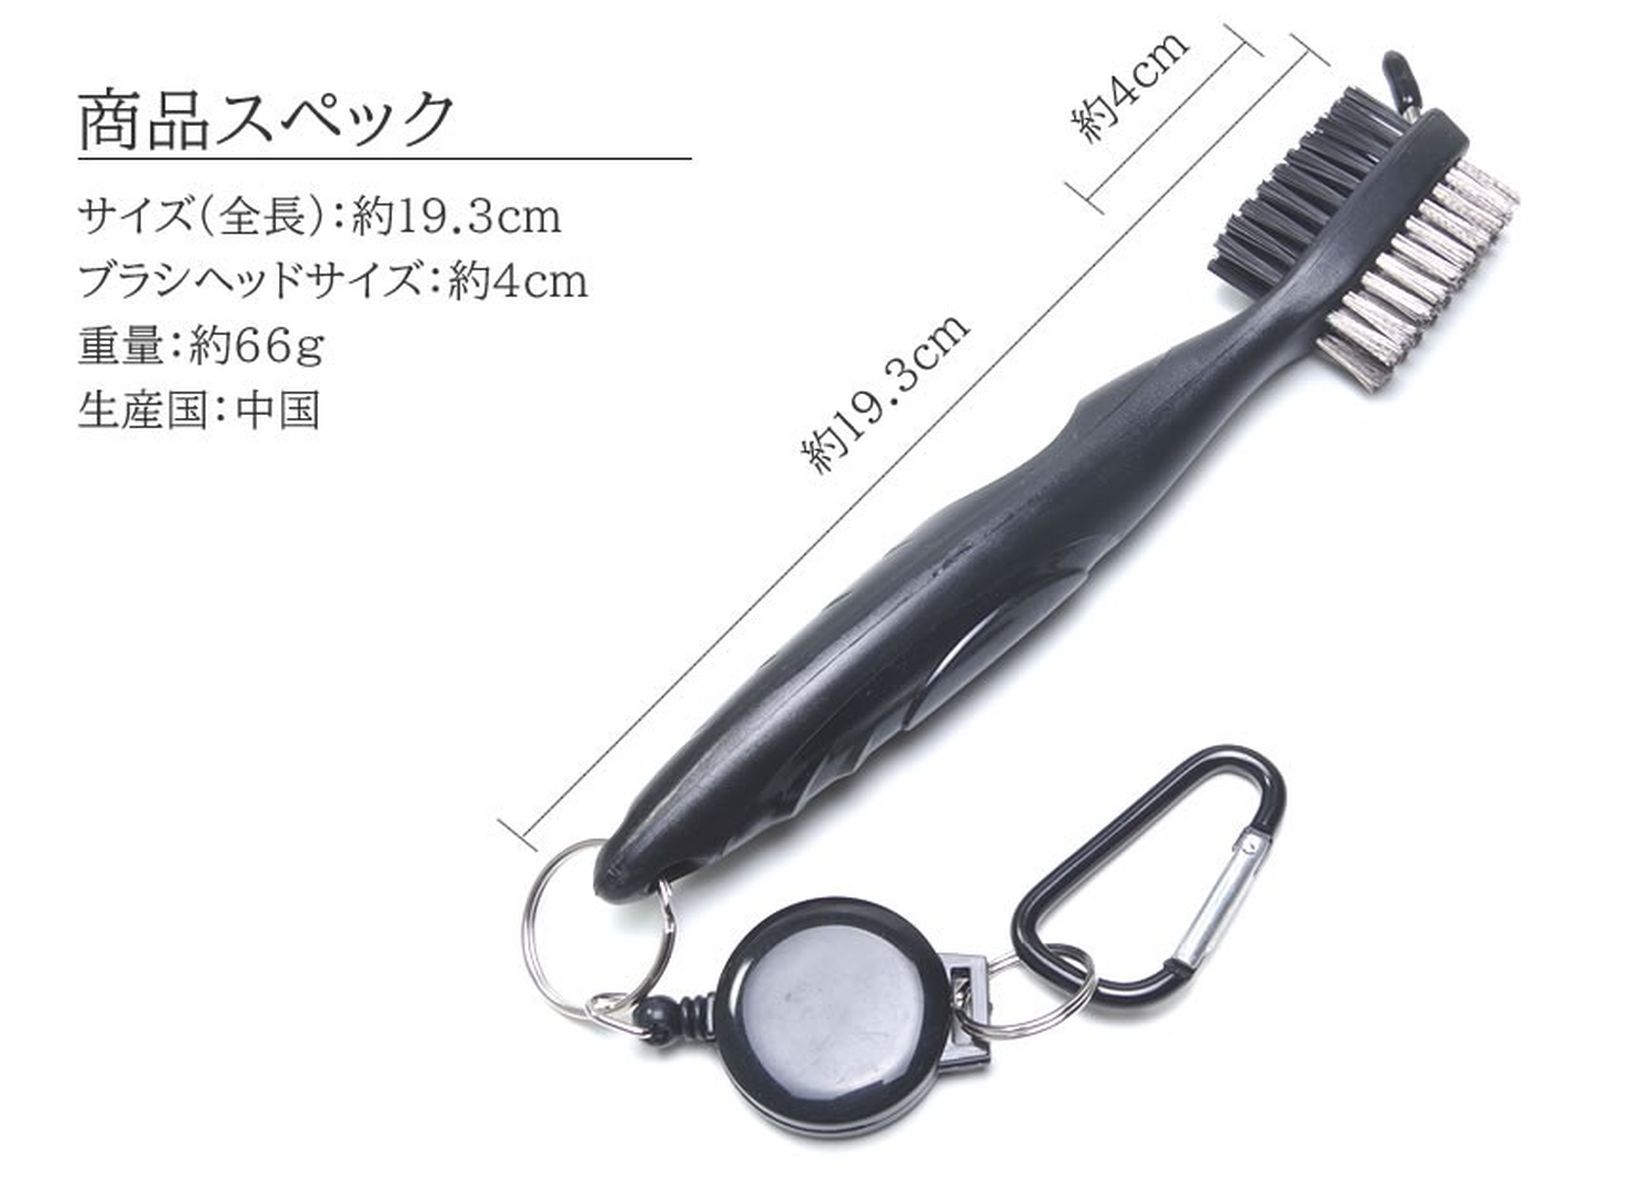 商品スペック
サイズ(全長):約19.3cm
ブラシヘッドサイズ:約4cm
重量:約66g
生産国:中国
約4cm
約19.3cm